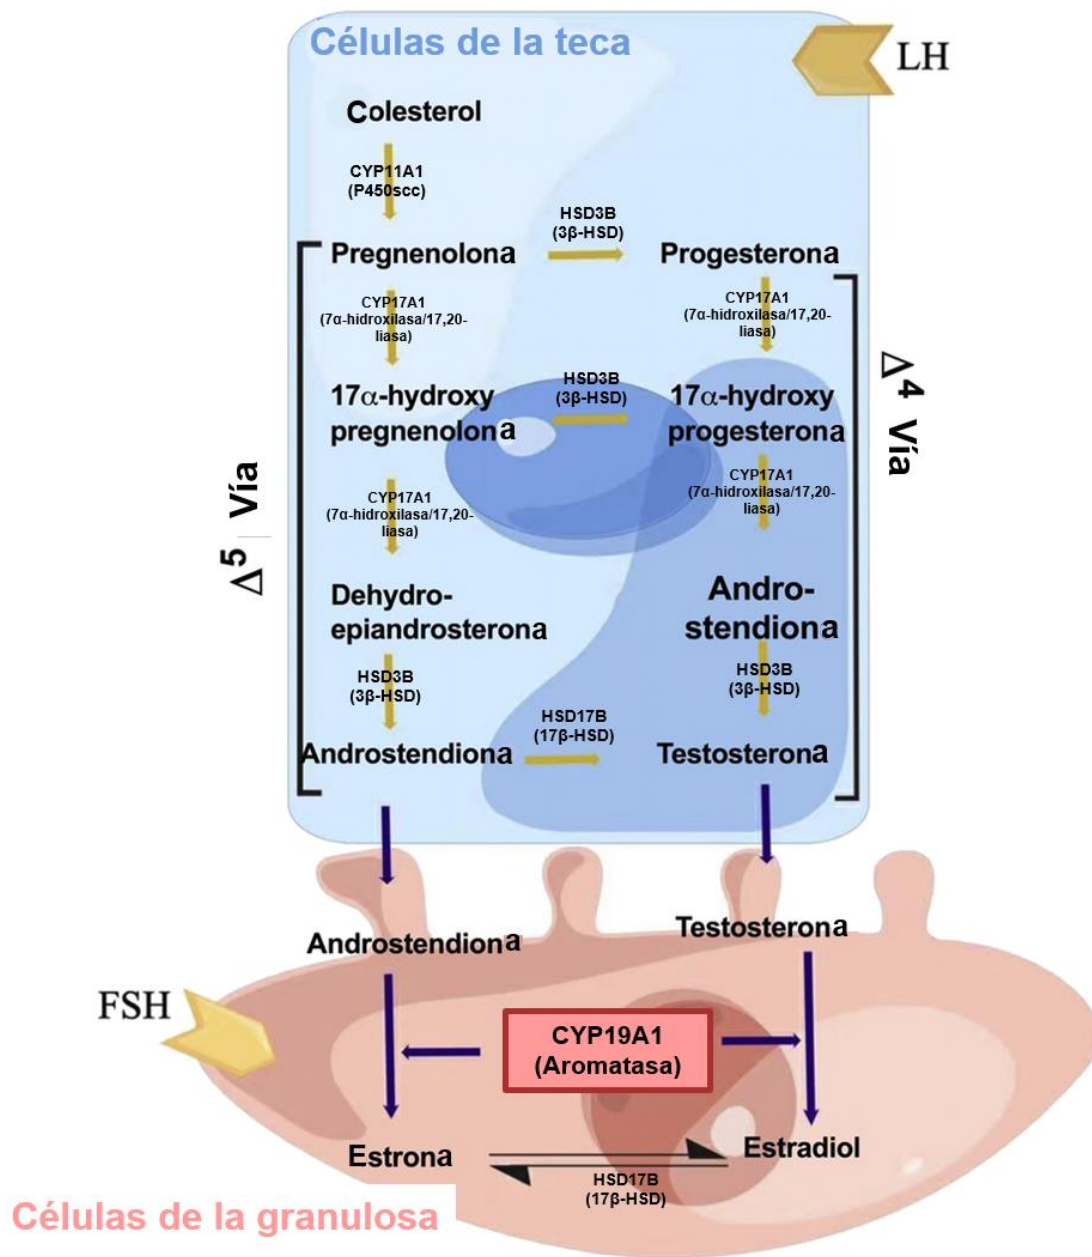 Células de la teca
LH
Colesterol
CYP11A1
(P450scc)
HSD3B
(3β-HSD)
Pregnenolona
Progesterona
CYP17A1
(7α-hidroxilasa/17,20-
liasa)
CYP17A1
(7α-hidroxilasa/17,20-
liasa)
HSD3B
(3β-HSD)
17α-hydroxy
pregnenolona
17α-hydroxy
progesterona
Δ⁴ Vía
Δ⁵ Vía
CYP17A1
(7α-hidroxilasa/17,20-
liasa)
CYP17A1
(7α-hidroxilasa/17,20-
liasa)
Dehydro-
epiandrosterona
Andro-
stendiona
HSD3B
(3β-HSD)
HSD3B
(3β-HSD)
HSD17B
(17β-HSD)
Androstendiona
Testosterona
Androstendiona
Testosterona
FSH
CYP19A1
(Aromatasa)
Estrona
Estradiol
HSD17B
(17β-HSD)
Células de la granulosa